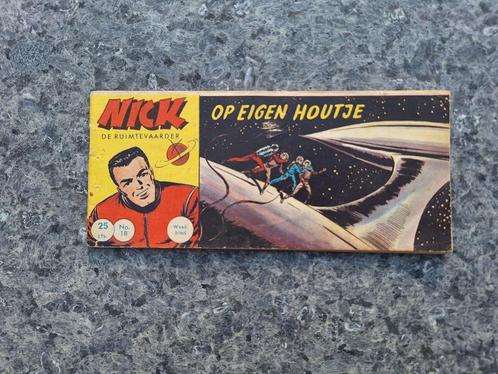 NICK
DE RUIMTEVAARDER
OP EIGEN HOUTJE
25
cts.
No.
18
Week
blad